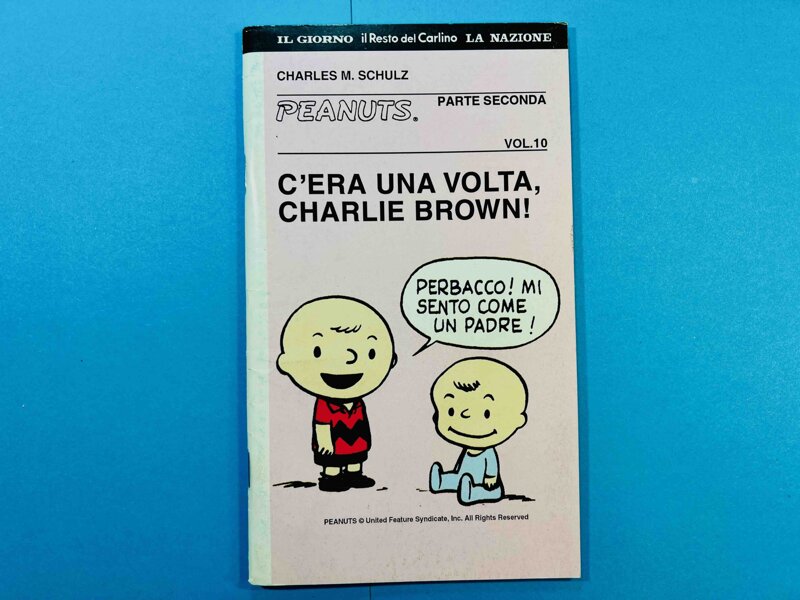 IL GIORNO il Resto del Carlino LA NAZIONE
CHARLES M. SCHULZ
PEANUTS®
PARTE SECONDA
VOL.10
C'ERA UNA VOLTA,
CHARLIE BROWN!
PERBACCO! MI
SENTO COME
UN PADRE!
PEANUTS © United Feature Syndicate, Inc. All Rights Reserved